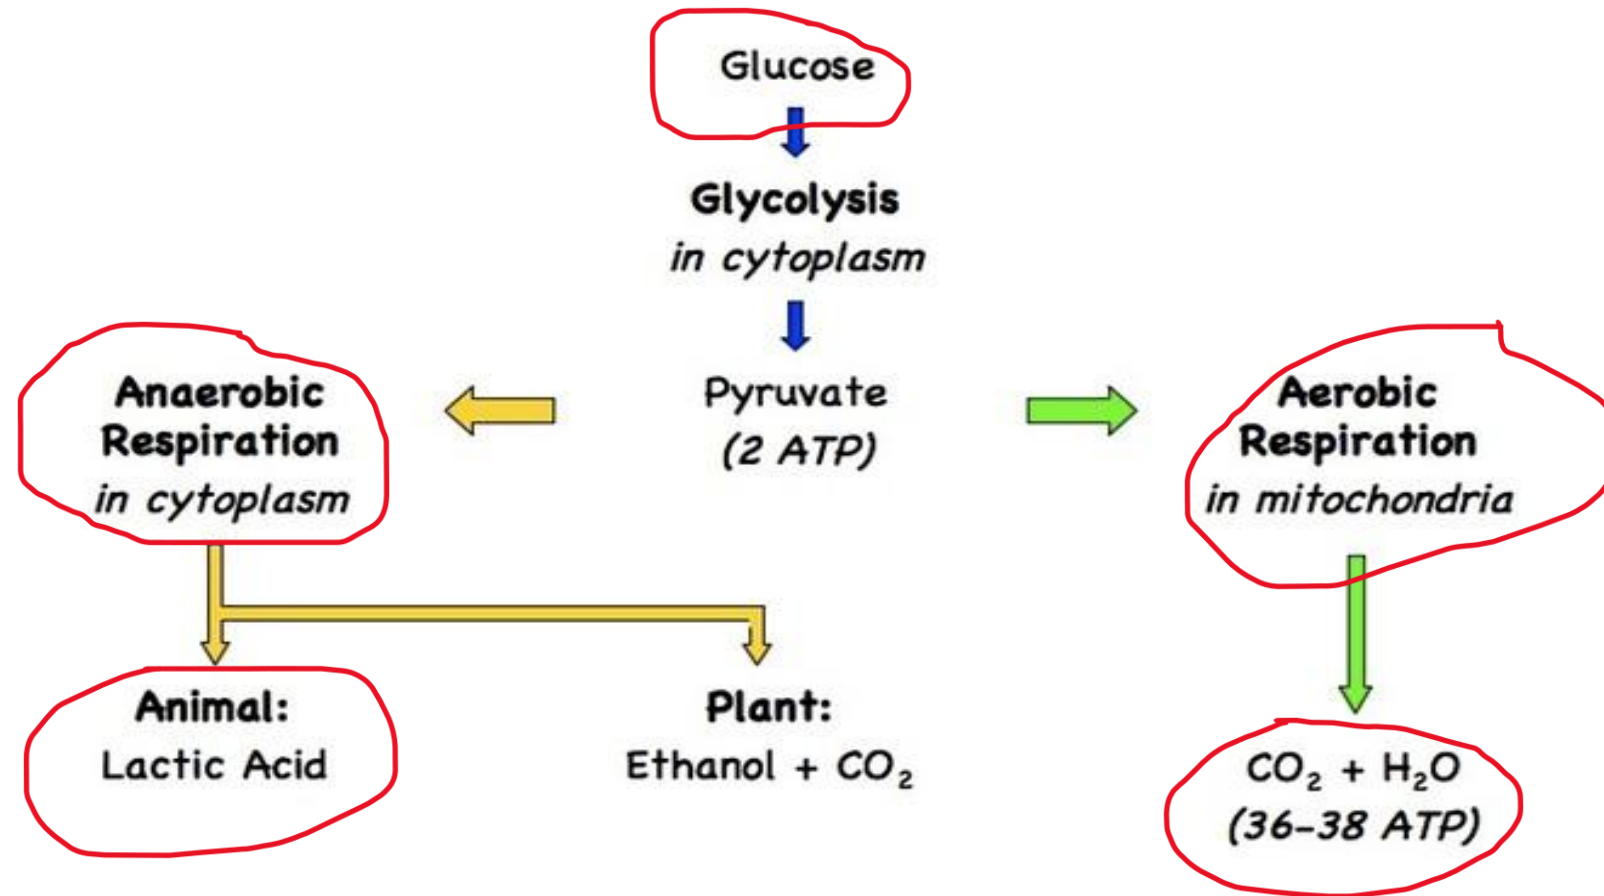 Glucose
Glycolysis
in cytoplasm
Pyruvate
(2 ATP)
Anaerobic
Respiration
in cytoplasm
Aerobic
Respiration
in mitochondria
Animal:
Lactic Acid
Plant:
Ethanol + CO₂
CO₂ + H₂O
(36-38 ATP)